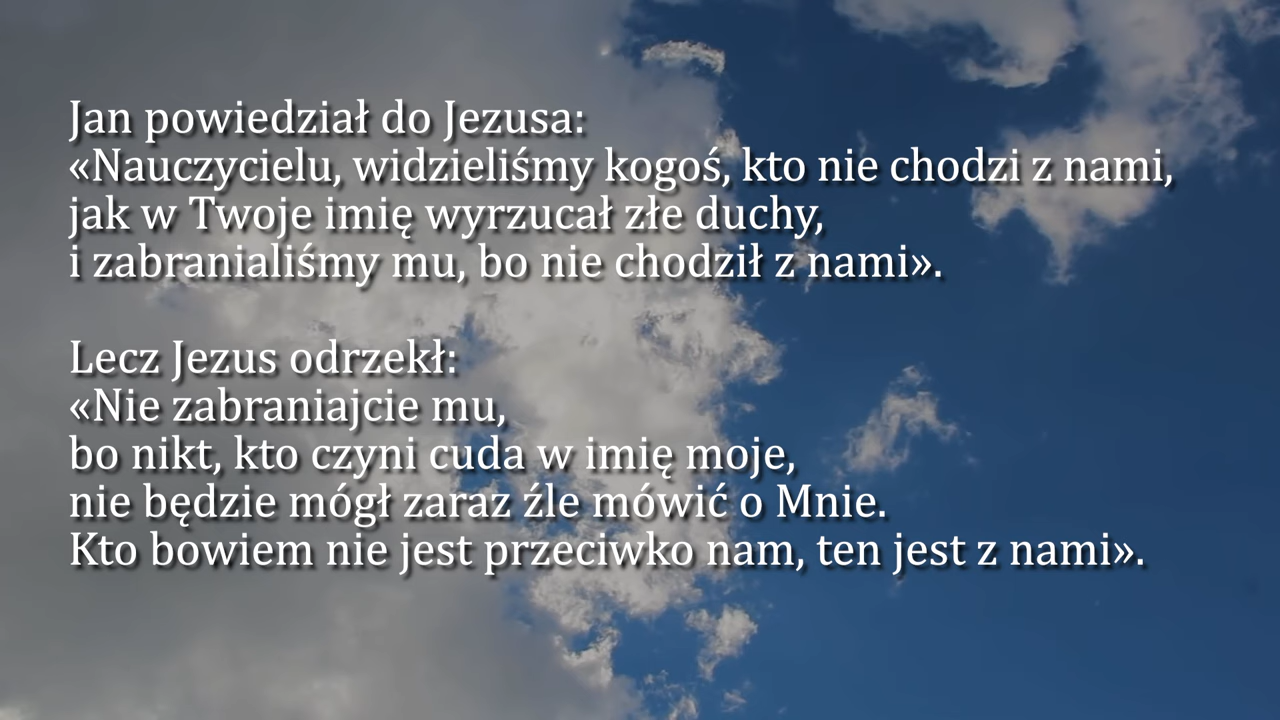 Jan powiedział do Jezusa:
«Nauczycielu, widzieliśmy kogoś, kto nie chodzi z nami,
jak w Twoje imię wyrzucał złe duchy,
i zabranialiśmy mu, bo nie chodził z nami».
Lecz Jezus odrzekł:
«Nie zabraniajcie mu,
bo nikt, kto czyni cuda w imię moje,
nie będzie mógł zaraz źle mówić o Mnie.
Kto bowiem nie jest przeciwko nam, ten jest z nami».